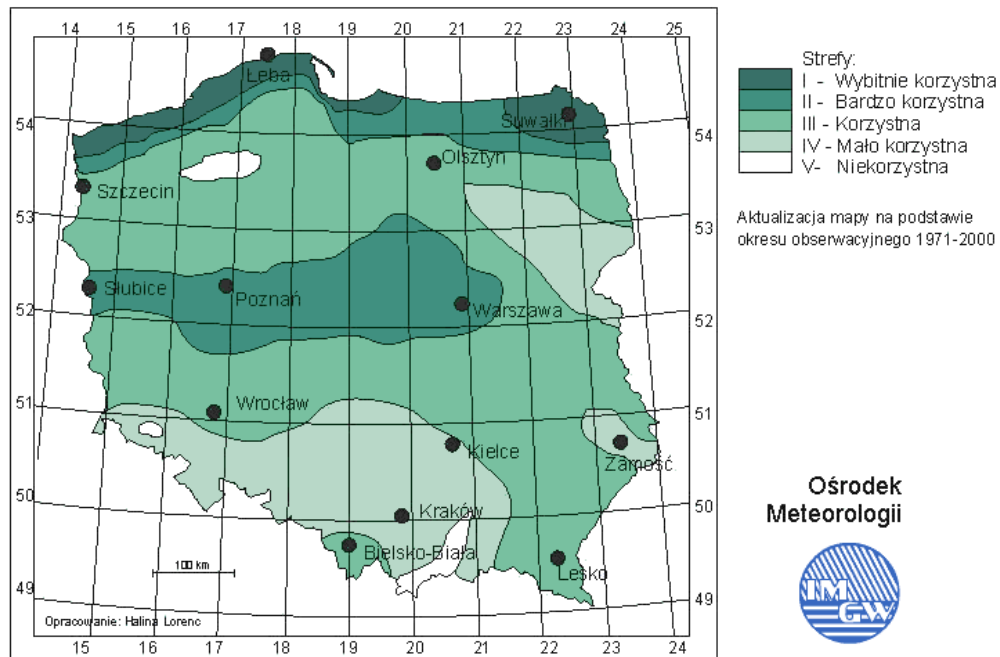 14 15 16 17 18 19 20 21 22 23
Strefy:
I - Wybitnie korzystna
II - Bardzo korzystna
III - Korzystna
IV - Mało korzystna
V- Niekorzystna
Aktualizacja mapy na podstawie
okresu obserwacyjnego 1971-2000
Łeba
54
Suwałki
54
Olsztyn
Szczecin
53
53
Słubice
Poznań
Warszawa
52
52
Wrocław
51
51
Kielce
Zamość
50
50
Kraków
Bielsko-Biała
Lesko
100 km
49
49
Opracowanie: Halina Lorenc
15 16 17 18 19 20 21 22 23 24
Ośrodek
Meteorologii
IM
GW